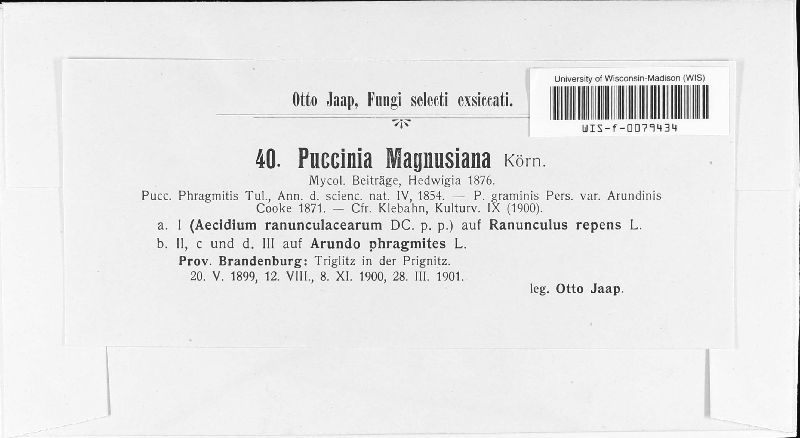 University of Wisconsin-Madison (WIS)
WIS-f-0079434
Otto Jaap, Fungi selecti exsiccati.
40. Puccinia Magnusiana Körn.
Mycol. Beiträge, Hedwigia 1876.
Pucc. Phragmitis Tul., Ann. d. scienc. nat. IV, 1854. — P. graminis Pers. var. Arundinis
Cooke 1871. — Cfr. Klebahn, Kulturv. IX (1900).
a. I (Aecidium ranunculacearum DC. p. p.) auf Ranunculus repens L.
b. II, c und d. III auf Arundo phragmites L.
Prov. Brandenburg: Triglitz in der Prignitz.
20. V. 1899, 12. VIII., 8. XI. 1900, 28. III. 1901.
leg. Otto Jaap.